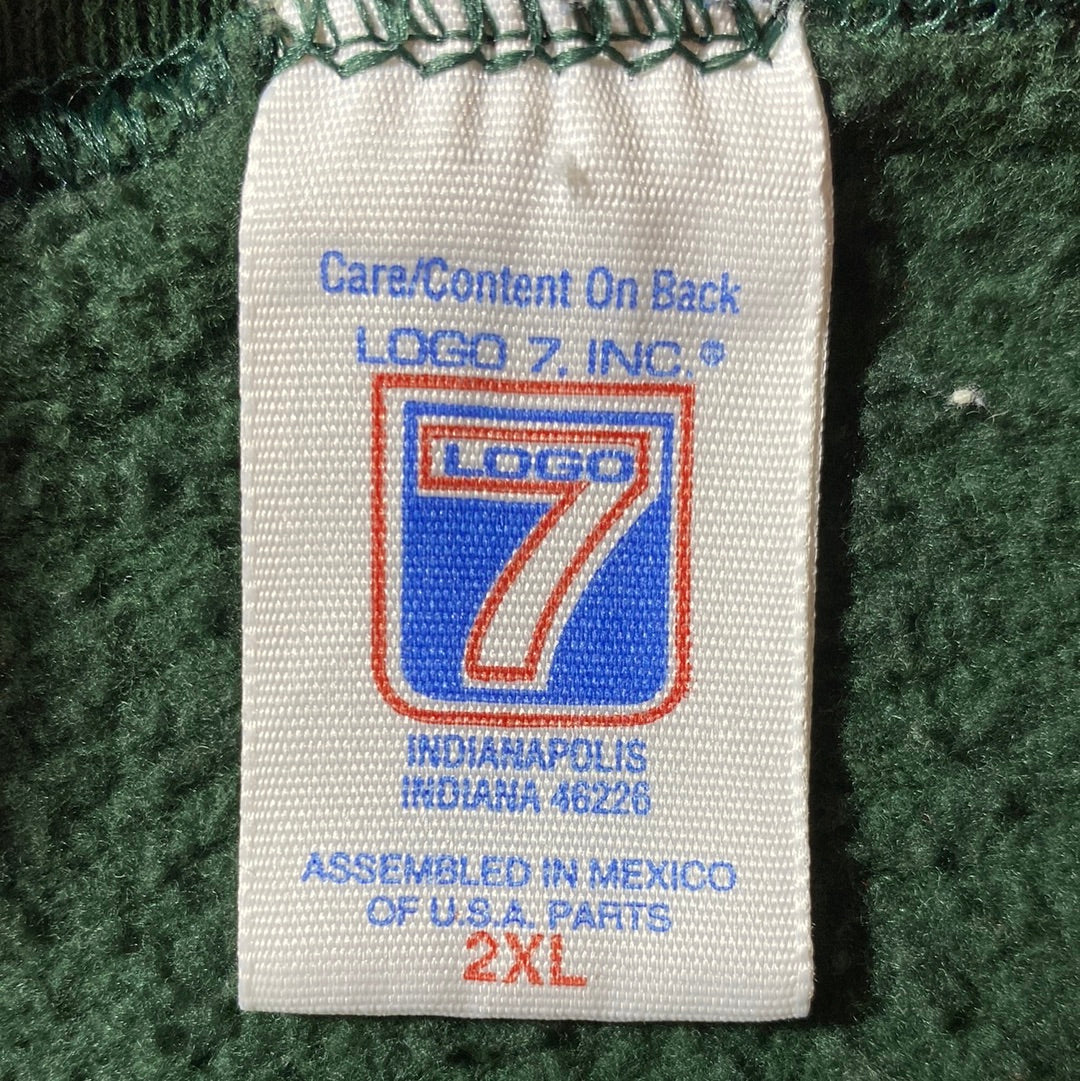 Care/Content On Back
LOGO 7, INC.®
LOGO
7
INDIANAPOLIS
INDIANA 46226
ASSEMBLED IN MEXICO
OF U.S.A. PARTS
2XL